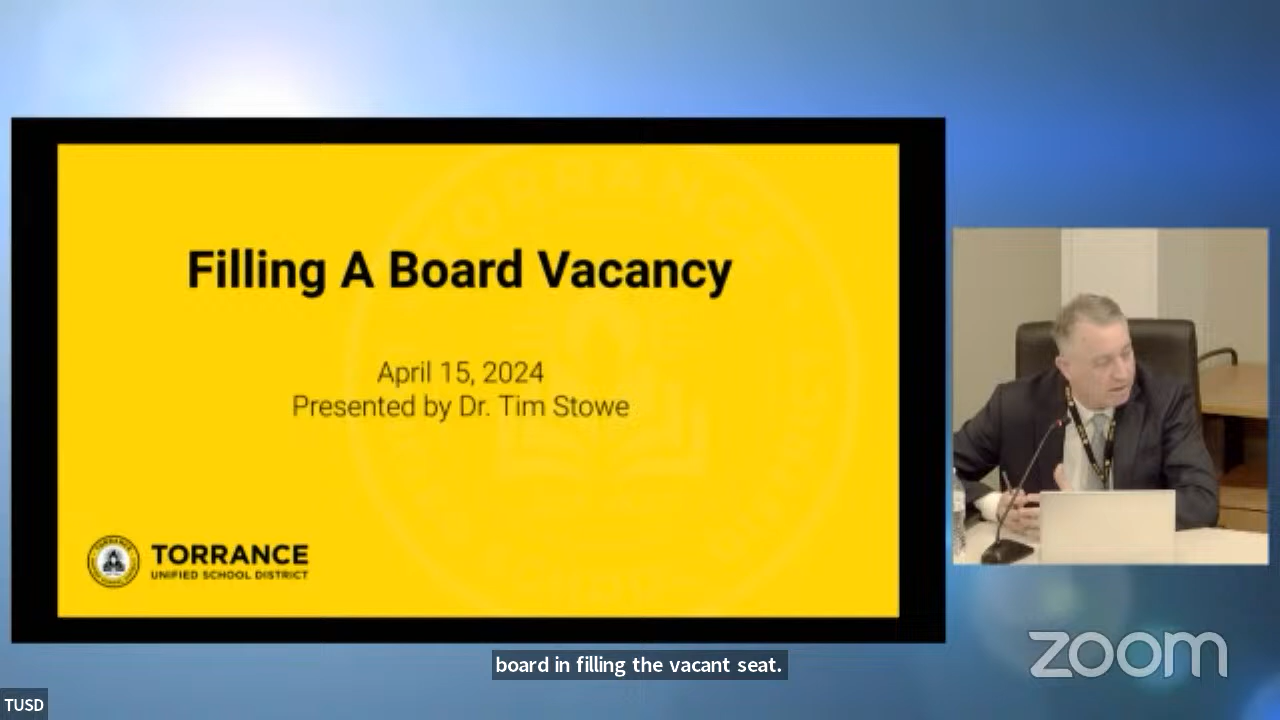 Filling A Board Vacancy
April 15, 2024
Presented by Dr. Tim Stowe
TORRANCE
UNIFIED SCHOOL DISTRICT
zoom
board in filling the vacant seat.
TUSD